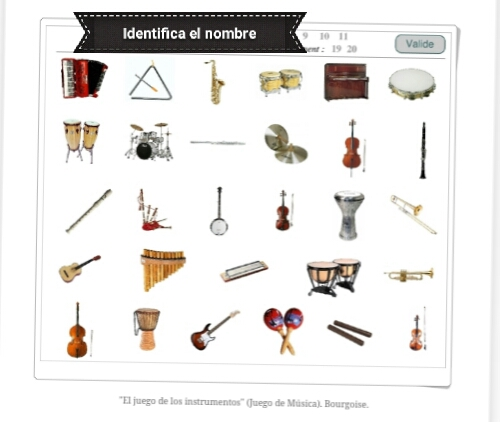 Identifica el nombre
9 10 11
ent : 19 20
Valide
"El juego de los instrumentos" (Juego de Música). Bourgoise.